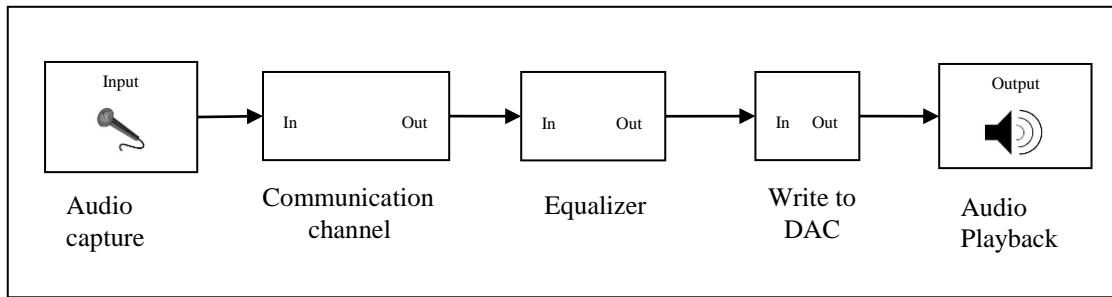 Input
In Out
In Out
In Out
Output
Audio
capture
Communication
channel
Equalizer
Write to
DAC
Audio
Playback